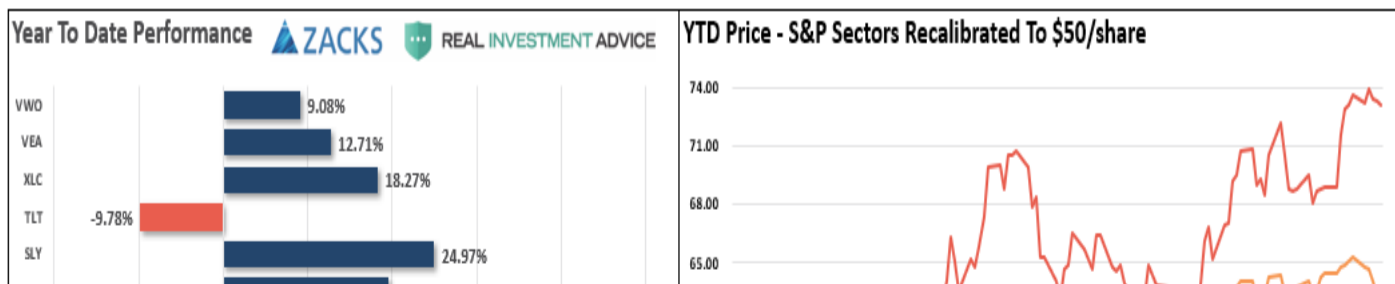 Year To Date Performance
ZACKS
REAL INVESTMENT ADVICE
VWO
9.08%
VEA
12.71%
XLC
18.27%
TLT
-9.78%
SLY
24.97%
YTD Price - S&P Sectors Recalibrated To $50/share
74.00
71.00
68.00
65.00